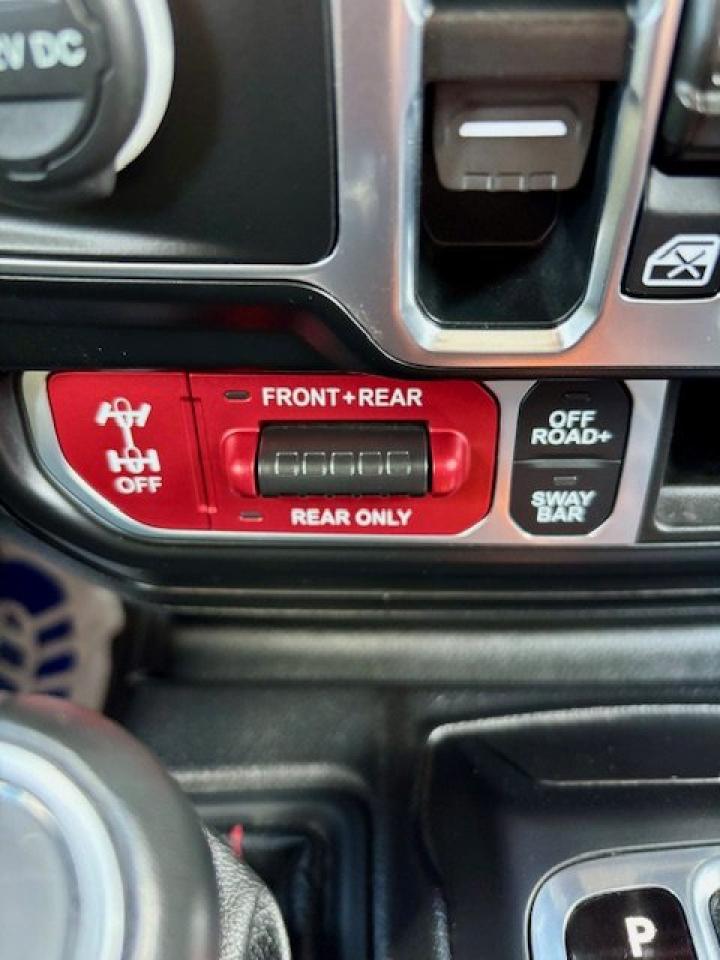 V DC
FRONT+REAR
OFF
REAR ONLY
OFF
ROAD+
SWAY
BAR
P